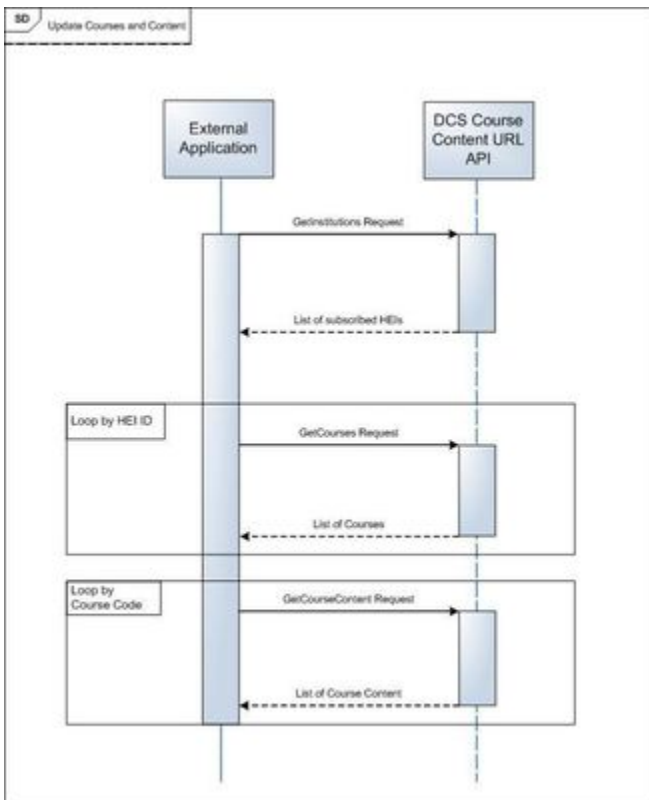 SD
Update Courses and Content
External
Application
DCS Course
Content URL
API
GetInstitutions Request
List of subscribed HEIs
Loop by HEI ID
GetCourses Request
List of Courses
Loop by
Course Code
GetCourseContent Request
List of Course Content